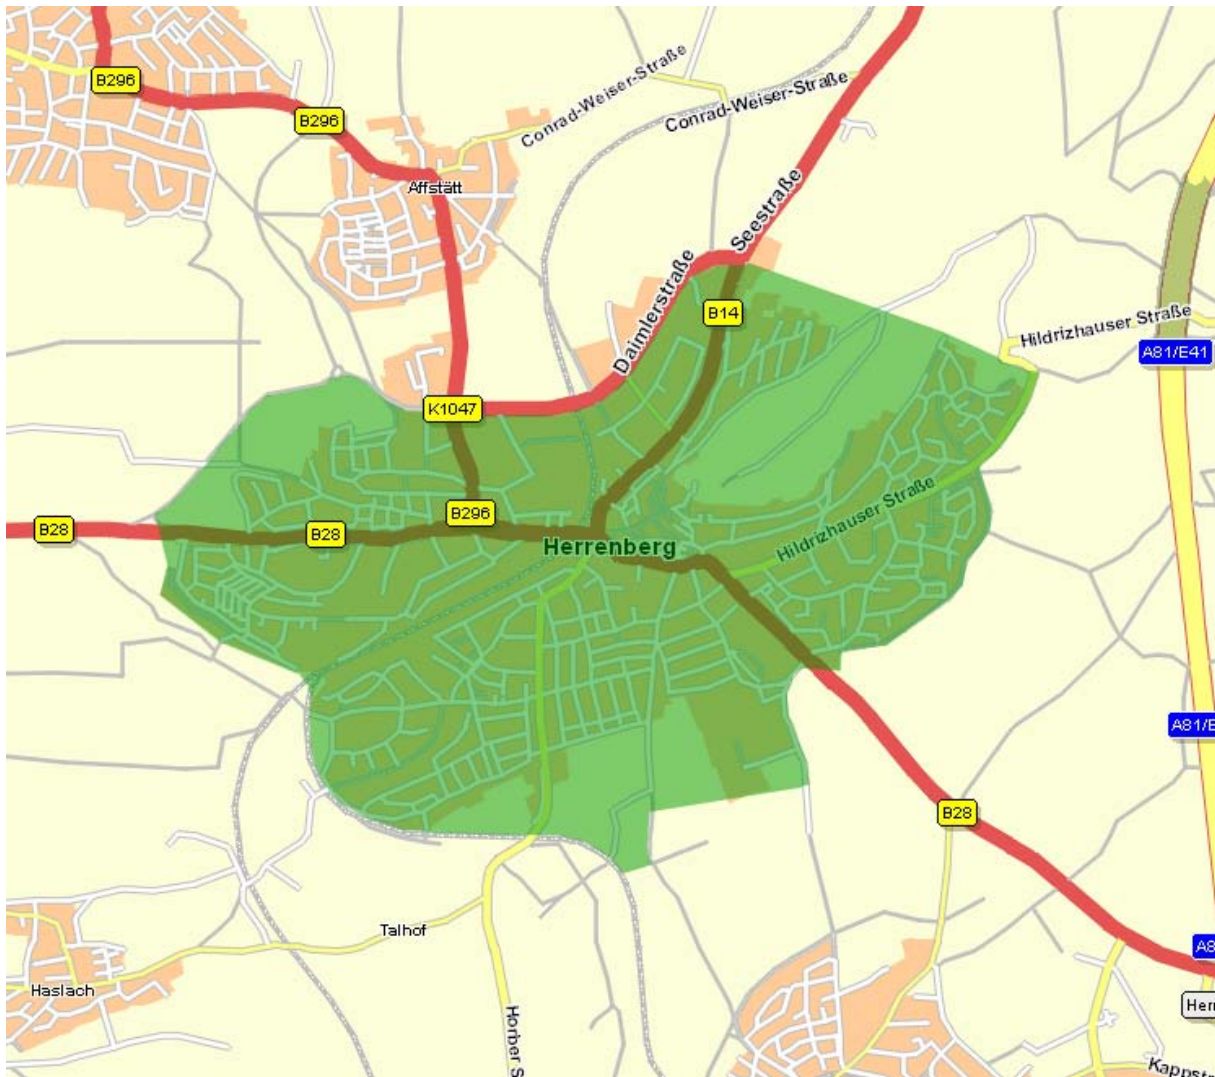 B296
B296
Conrad-Weiser-Straße
Conrad-Weiser-Straße
Affstätt
Seestraße
Daimlerstraße
B14
Hildrizhauser Straße
A81/E41
K1047
B296
B28
B28
Hildrizhauser Straße
Herrenberg
A81/E
B28
Talhof
A8
Haslach
Herr
Horber S
Kappstr